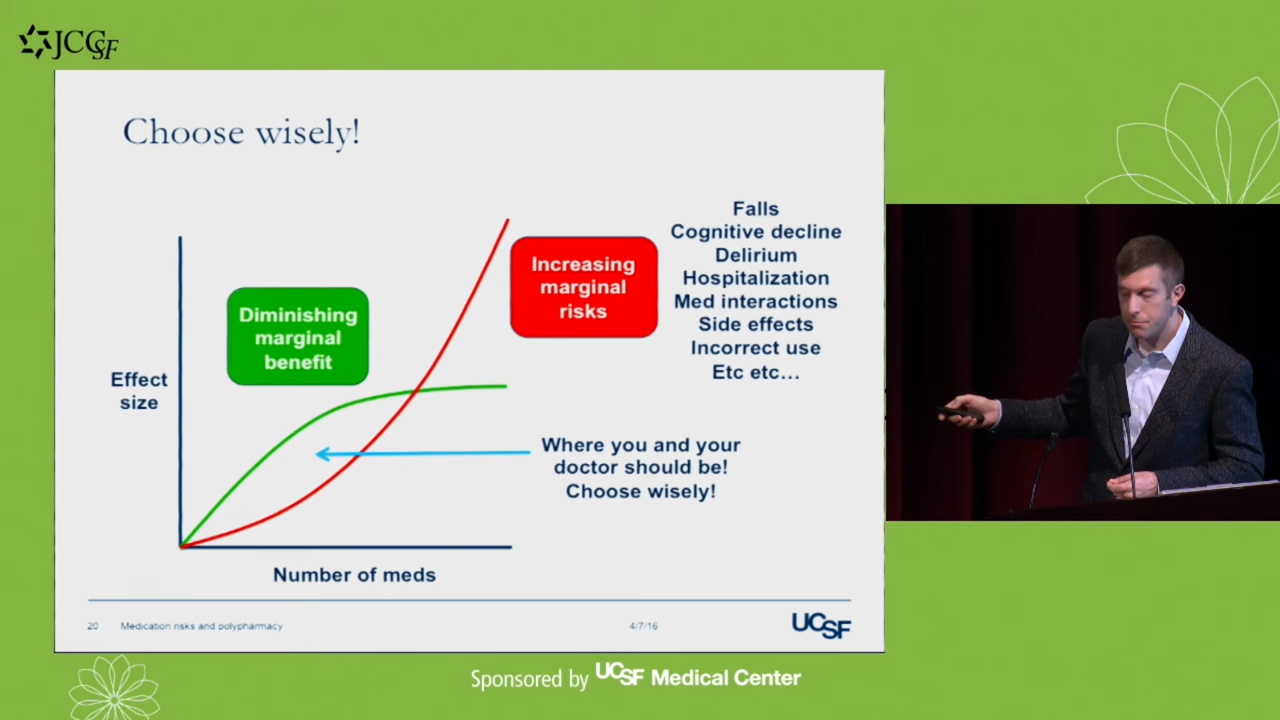 JCCSF
Choose wisely!
Falls
Cognitive decline
Delirium
Hospitalization
Med interactions
Side effects
Incorrect use
Etc etc…
Increasing
marginal
risks
Diminishing
marginal
benefit
Effect
size
Where you and your
doctor should be!
Choose wisely!
Number of meds
20 Medication risks and polypharmacy 4/7/16 UCSF
Sponsored by UCSF Medical Center